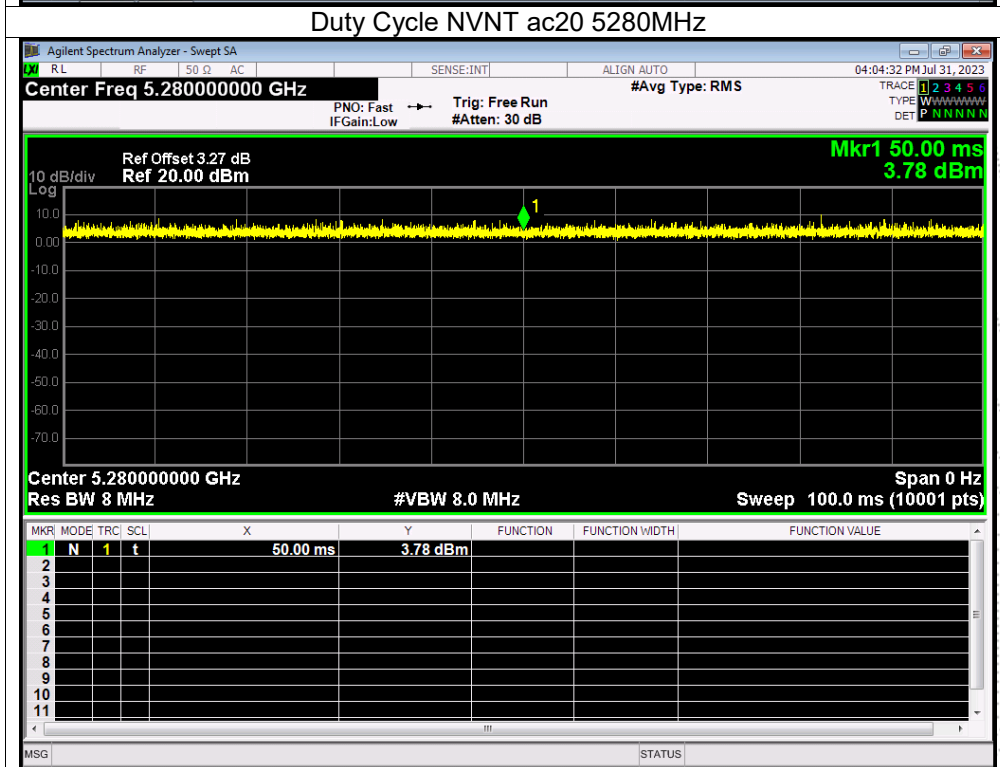 Duty Cycle NVNT ac20 5280MHz
Agilent Spectrum Analyzer - Swept SA
LXI RL RF 50 Ω AC SENSE:INT ALIGN AUTO 04:04:32 PM Jul 31, 2023
Center Freq 5.280000000 GHz #Avg Type: RMS TRACE 1 2 3 4 5 6
PNO: Fast Trig: Free Run TYPE WWWWWW
IFGain:Low #Atten: 30 dB DET P N N N N N
Mkr1 50.00 ms
Ref Offset 3.27 dB
10 dB/div Ref 20.00 dBm 3.78 dBm
Log
1
10.0
0.00
-10.0
-20.0
-30.0
-40.0
-50.0
-60.0
-70.0
Center 5.280000000 GHz Span 0 Hz
Res BW 8 MHz #VBW 8.0 MHz Sweep 100.0 ms (10001 pts)
MKR MODE TRC SCL X Y FUNCTION FUNCTION WIDTH FUNCTION VALUE
1 N 1 t 50.00 ms 3.78 dBm
2
3
4
5
6
7
8
9
10
11
MSG STATUS